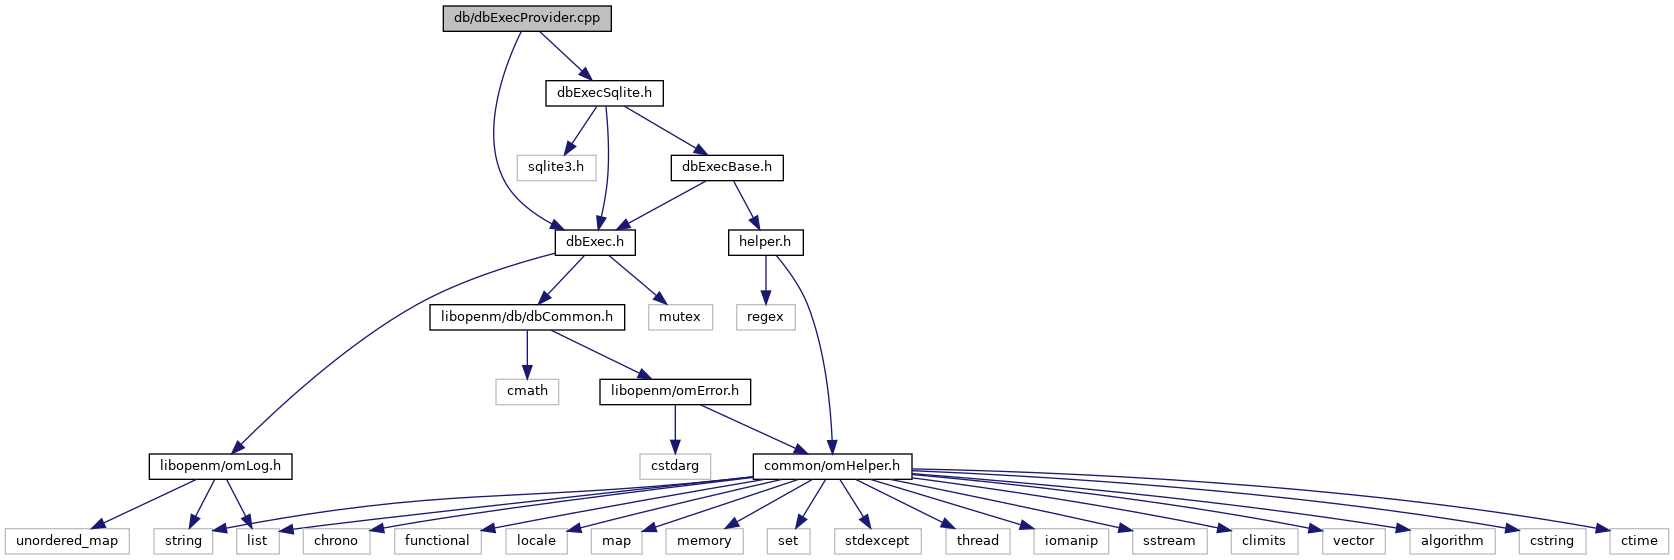 db/dbExecProvider.cpp
dbExecSqlite.h
sqlite3.h
dbExecBase.h
dbExec.h
helper.h
libopenm/db/dbCommon.h
mutex
regex
cmath
libopenm/omError.h
libopenm/omLog.h
cstdarg
common/omHelper.h
unordered_map
string
list
chrono
functional
locale
map
memory
set
stdexcept
thread
iomanip
sstream
climits
vector
algorithm
cstring
ctime